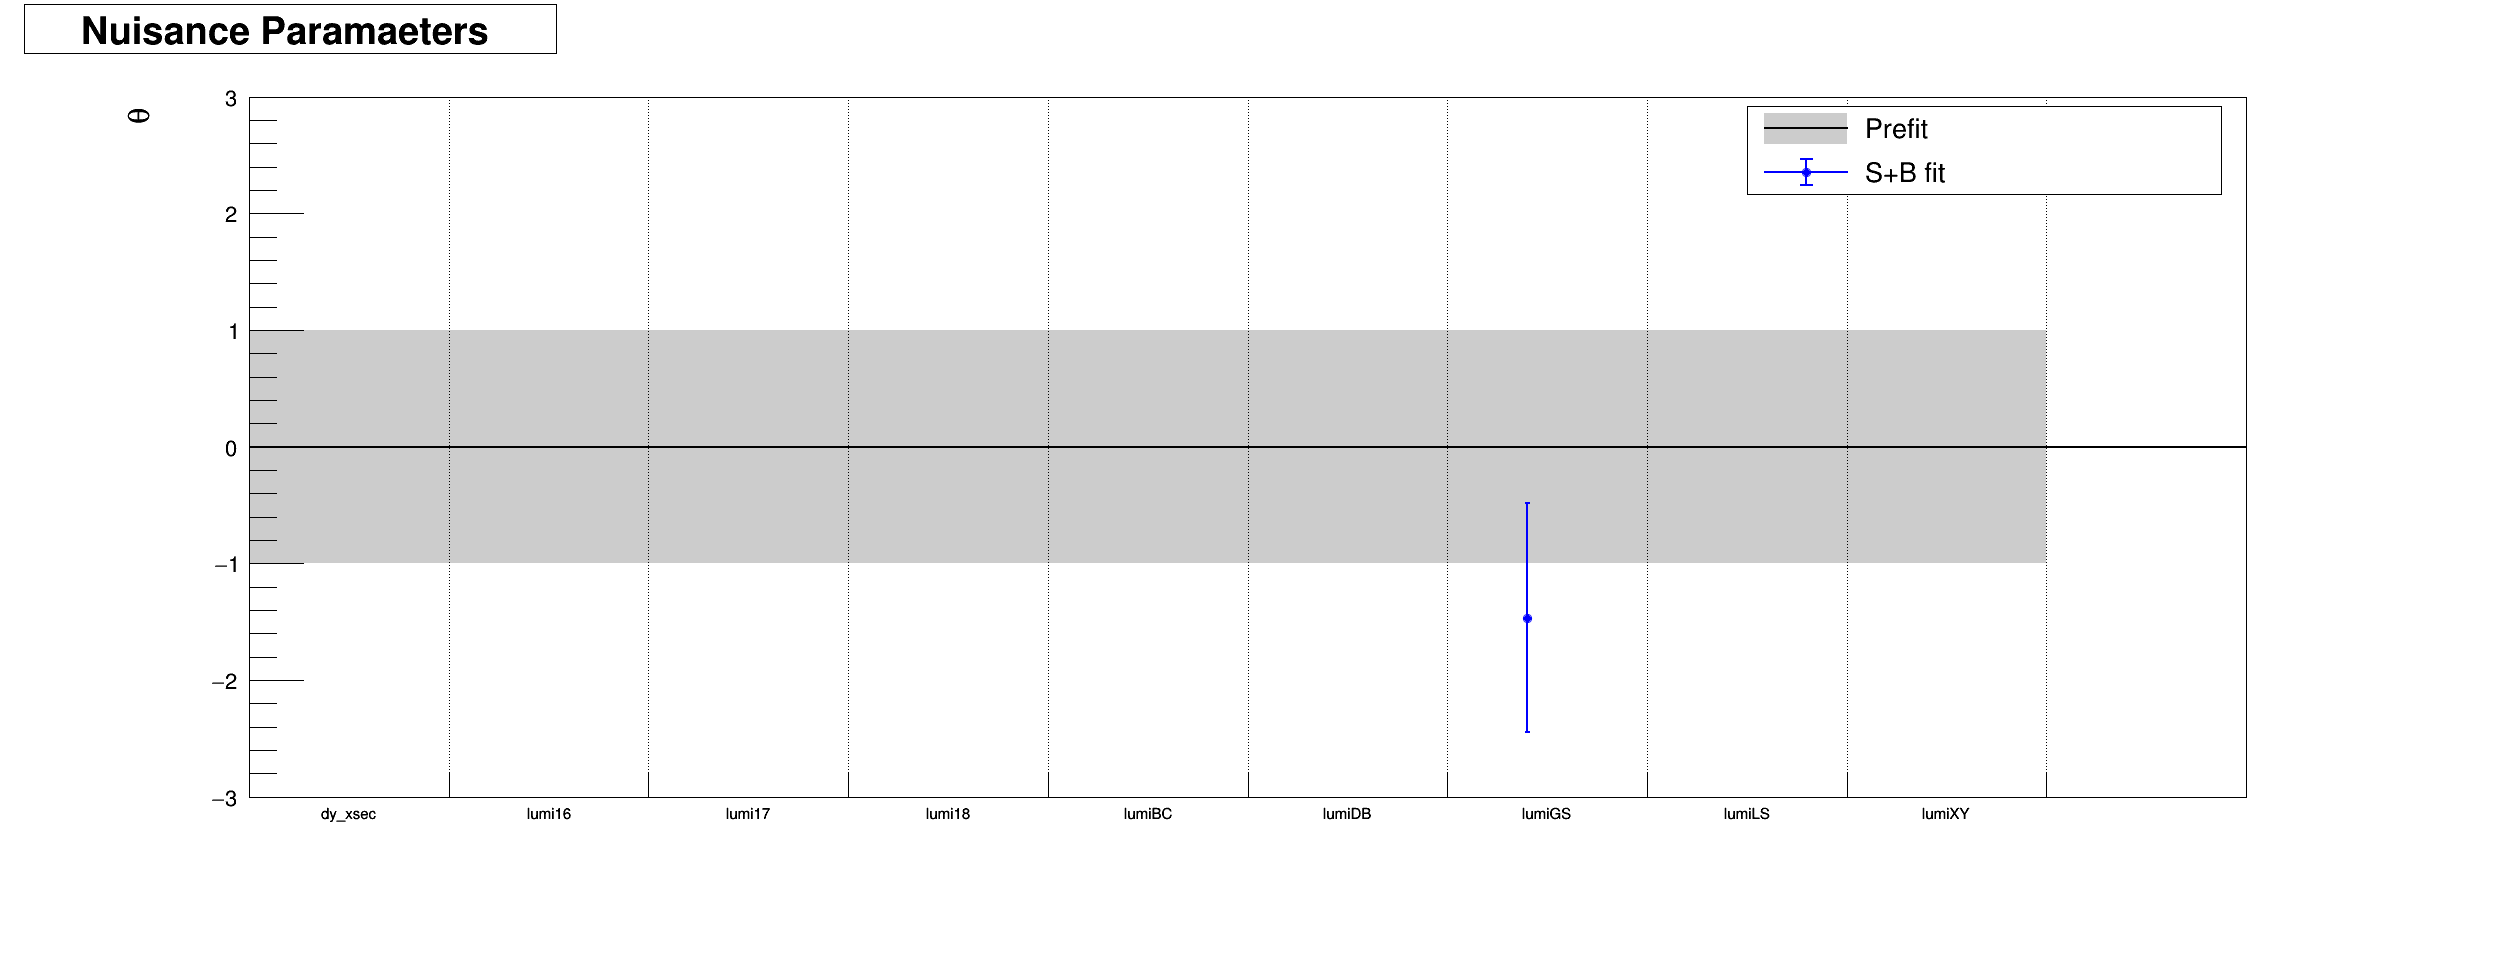 Nuisance Paramaeters
θ
3
2
1
0
−1
−2
−3
Prefit
S+B fit
dy_xsec lumi16 lumi17 lumi18 lumiBC lumiDB lumiGS lumiLS lumiXY